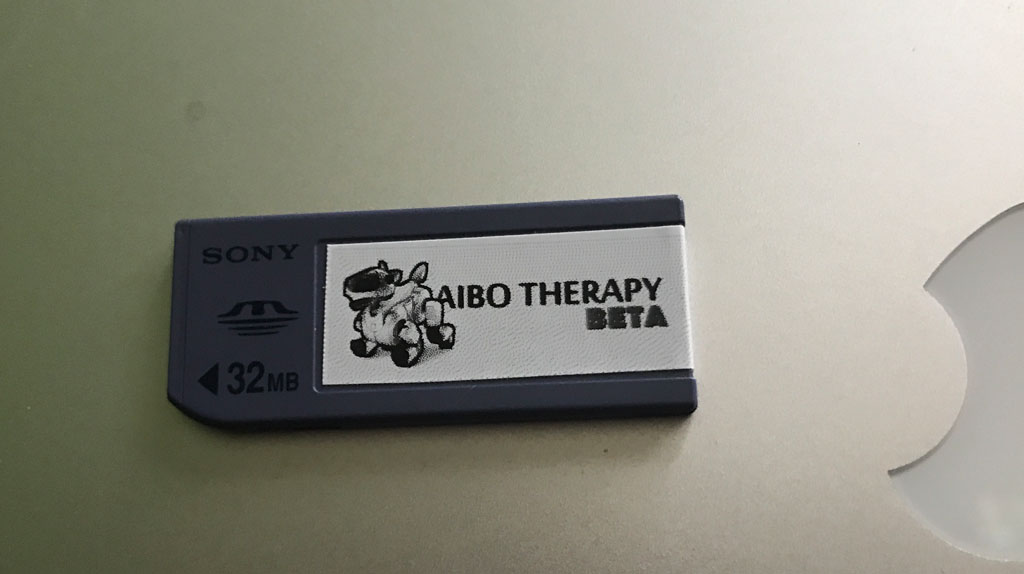 SONY
32MB
AIBO THERAPY
BETA